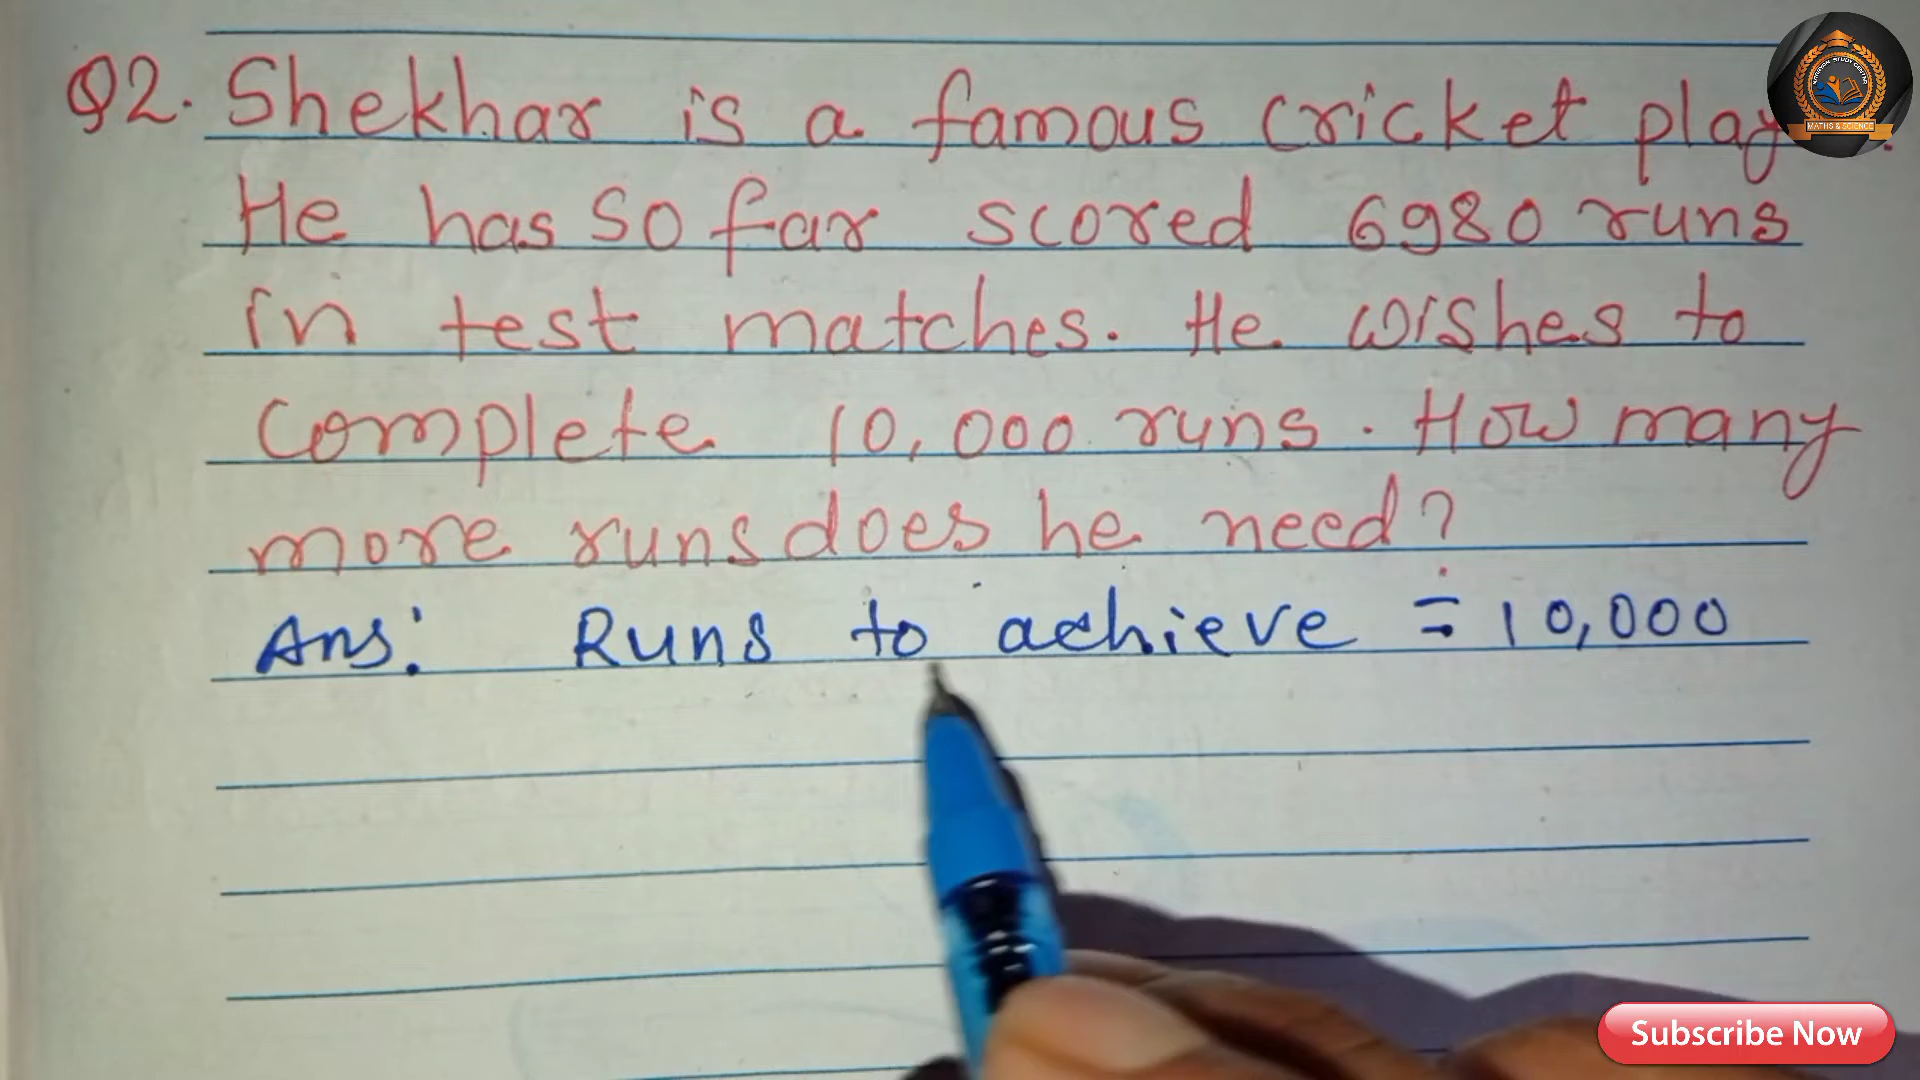 Q2. Shekhar is a famous cricket play
He has so far scored 6980 runs
in test matches. He wishes to
complete 10,000 runs. How many
more runs does he need?
Ans: Runs to achieve = 10,000
MATHS & SCIENCE
Subscribe Now